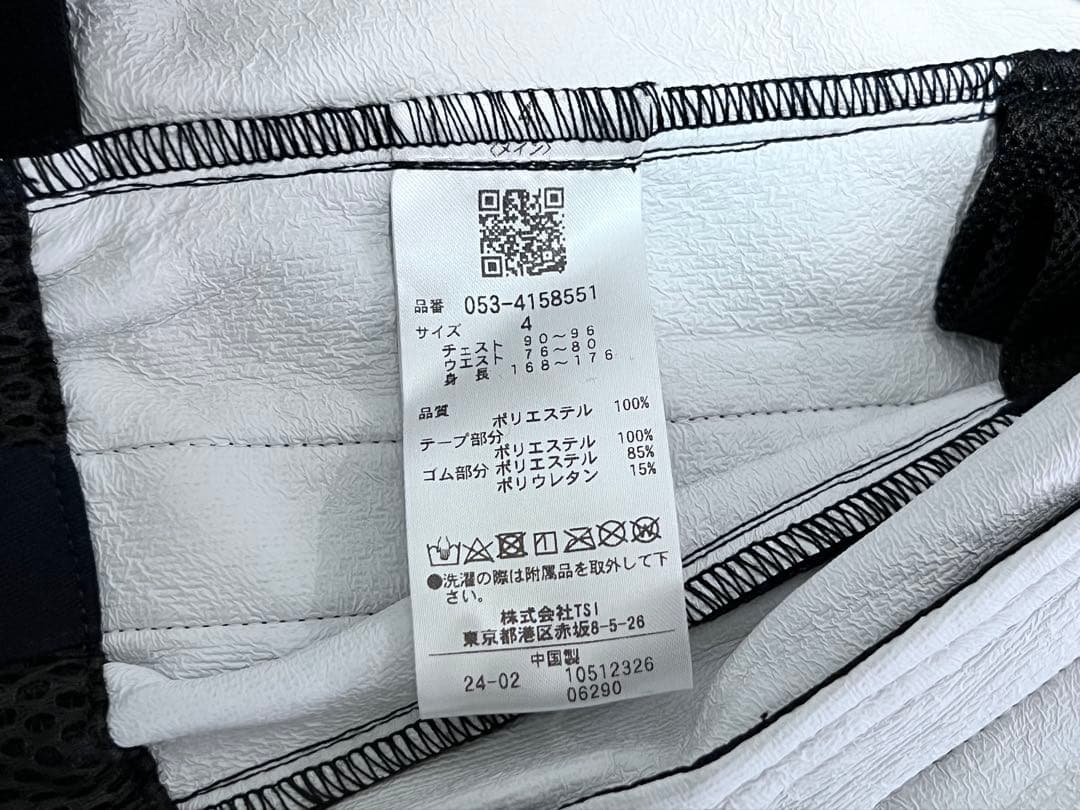 4
〈メイン〉
品番 053-4158551
サイズ 4
チェスト 90～96
ウエスト 76～80
身 長 168～176
品質 ポリエステル 100%
テープ部分 ポリエステル 100%
ゴム部分 ポリエステル 85%
ポリウレタン 15%
●洗濯の際は附属品を取外して下
さい。
株式会社TSI
東京都港区赤坂8-5-26
中国製
24-02 10512326
06290